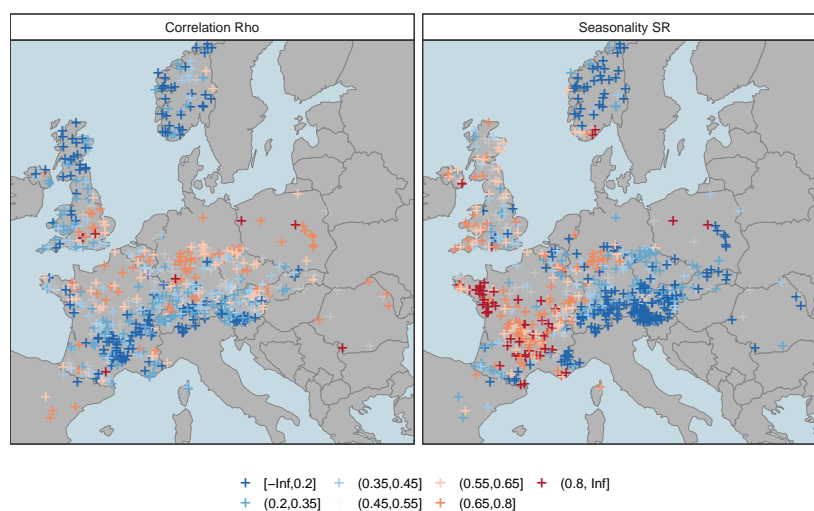 Correlation Rho
Seasonality SR
[−Inf,0.2]
(0.35,0.45]
(0.55,0.65]
(0.8, Inf]
(0.2,0.35]
(0.45,0.55]
(0.65,0.8]